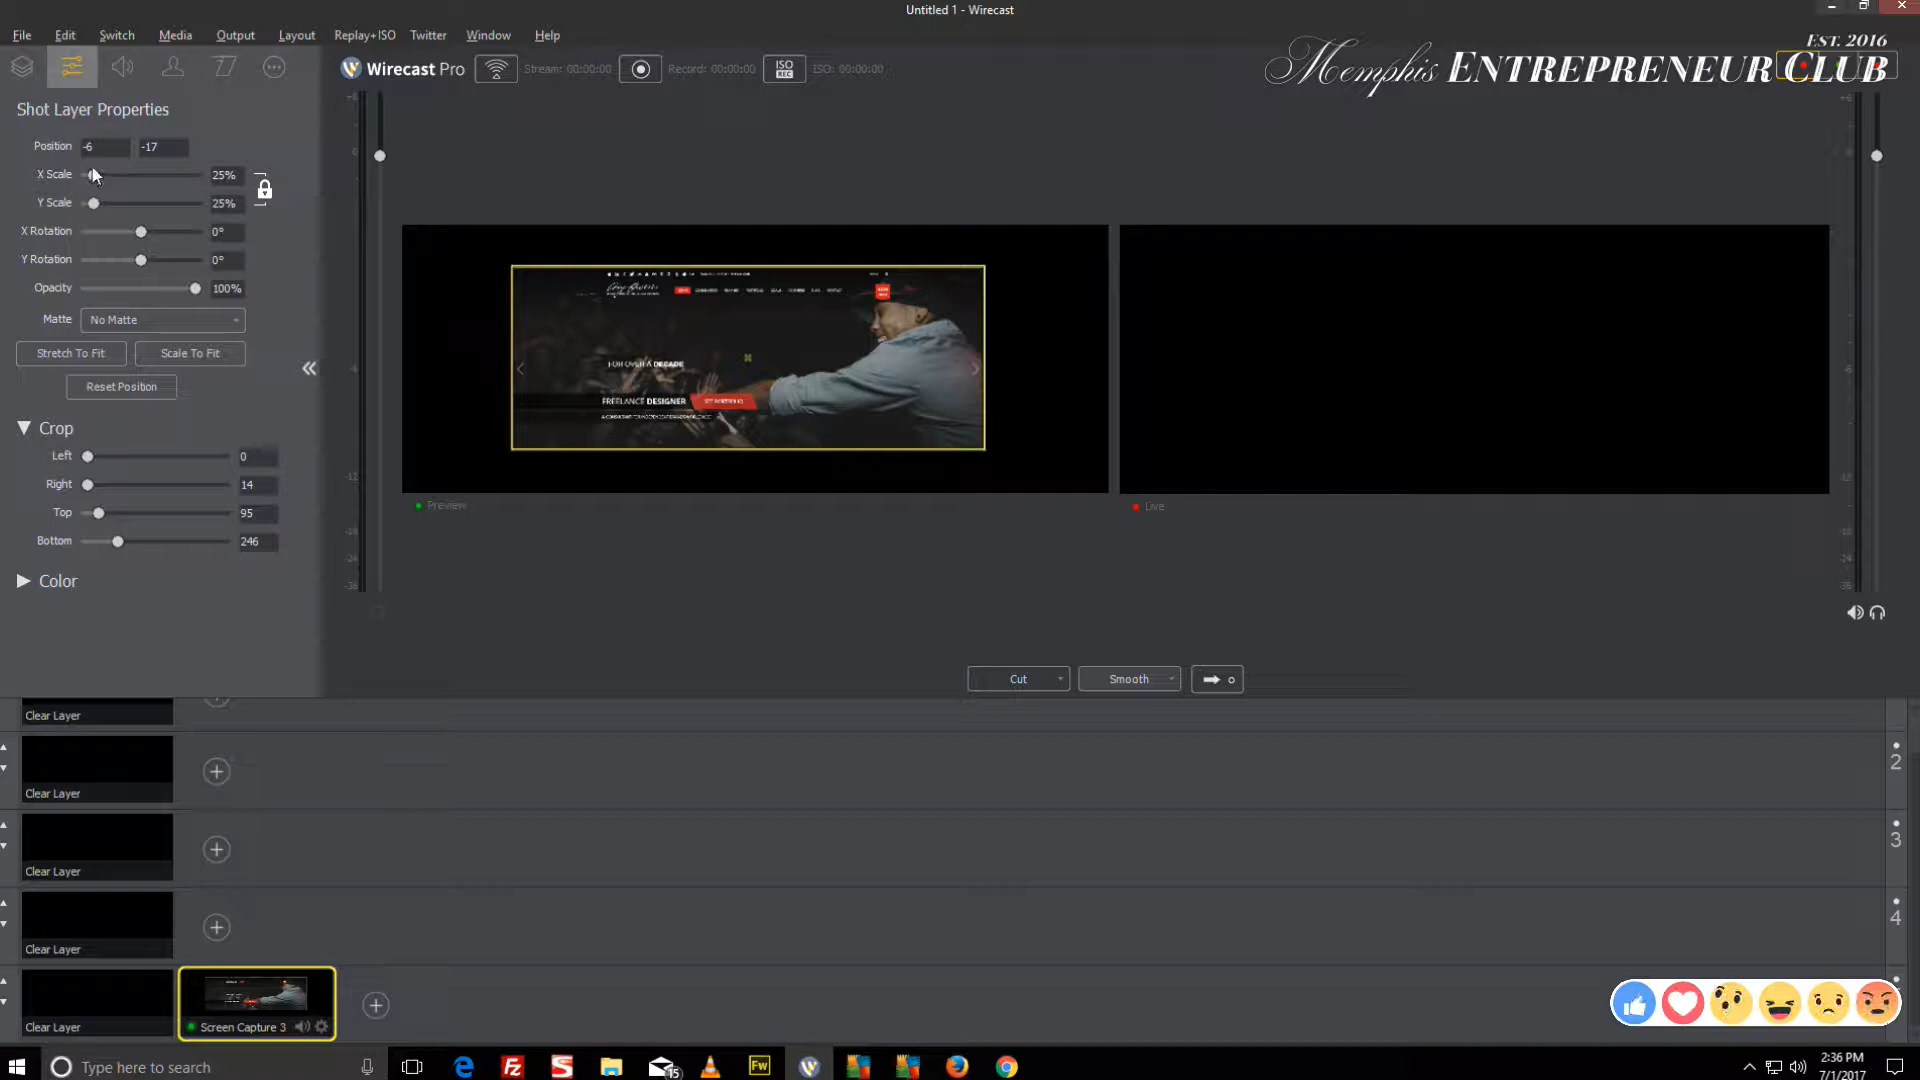 Untitled 1 - Wirecast
File Edit Switch Media Output Layout Replay+ISO Twitter Window Help
EST. 2016
Memphis ENTREPRENEUR CLUB
Wirecast Pro
Stream: 00:00:00
Record: 00:00:00
ISO REC
ISO: 00:00:00
Shot Layer Properties
Position -6 -17
X Scale 25%
Y Scale 25%
X Rotation 0°
Y Rotation 0°
Opacity 100%
Matte No Matte
Stretch To Fit Scale To Fit
Reset Position
Crop
Left 0
Right 14
Top 95
Bottom 246
Color
FOR OVER A DECADE
FREELANCE DESIGNER
Preview
Live
Cut Smooth
Clear Layer
Clear Layer
2
Clear Layer
3
Clear Layer
4
Clear Layer
Screen Capture 3
Type here to search
15
Fw
2:36 PM
7/1/2017